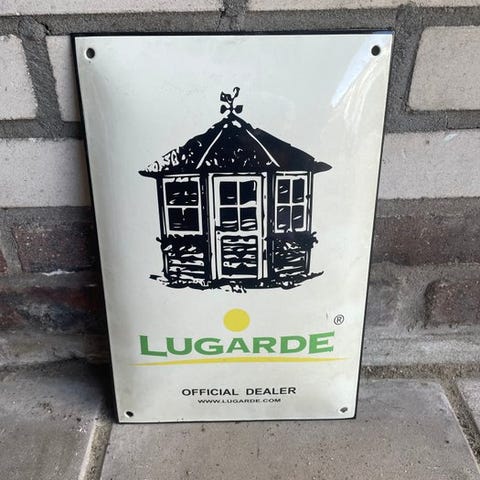 LUGARDE ®
OFFICIAL DEALER
WWW.LUGARDE.COM